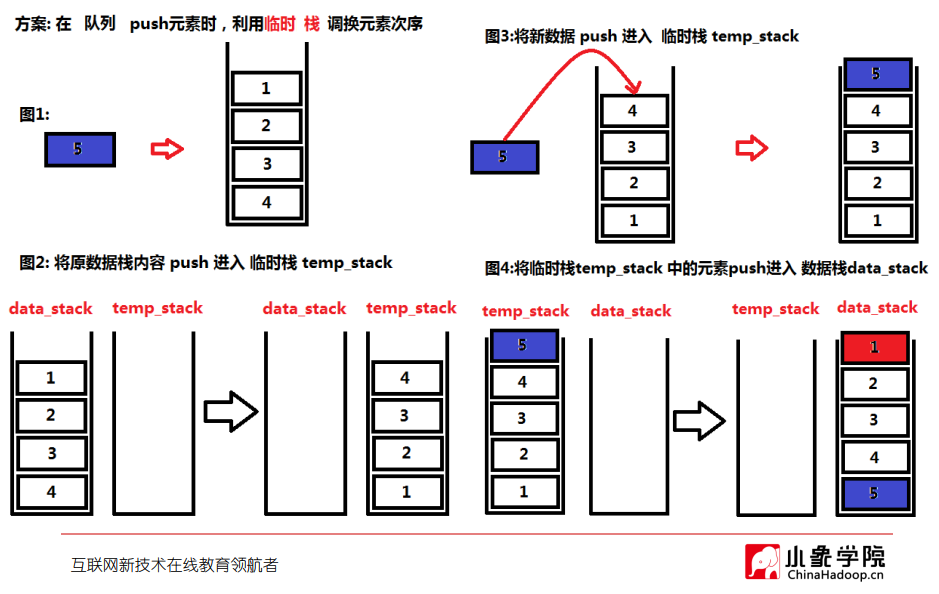 方案: 在 队列 push元素时，利用临时 栈 调换元素次序
图1:
5
1
2
3
4
图2: 将原数据栈内容 push 进入 临时栈 temp_stack
data_stack temp_stack data_stack temp_stack
1 4
2 3
3 2
4 1
图3:将新数据 push 进入 临时栈 temp_stack
5
4
3
2
1
5
4
3
2
1
图4:将临时栈temp_stack 中的元素push进入 数据栈data_stack
temp_stack data_stack temp_stack data_stack
5 1
4 2
3 3
2 4
1 5
互联网新技术在线教育领航者
小象学院
ChinaHadoop.cn